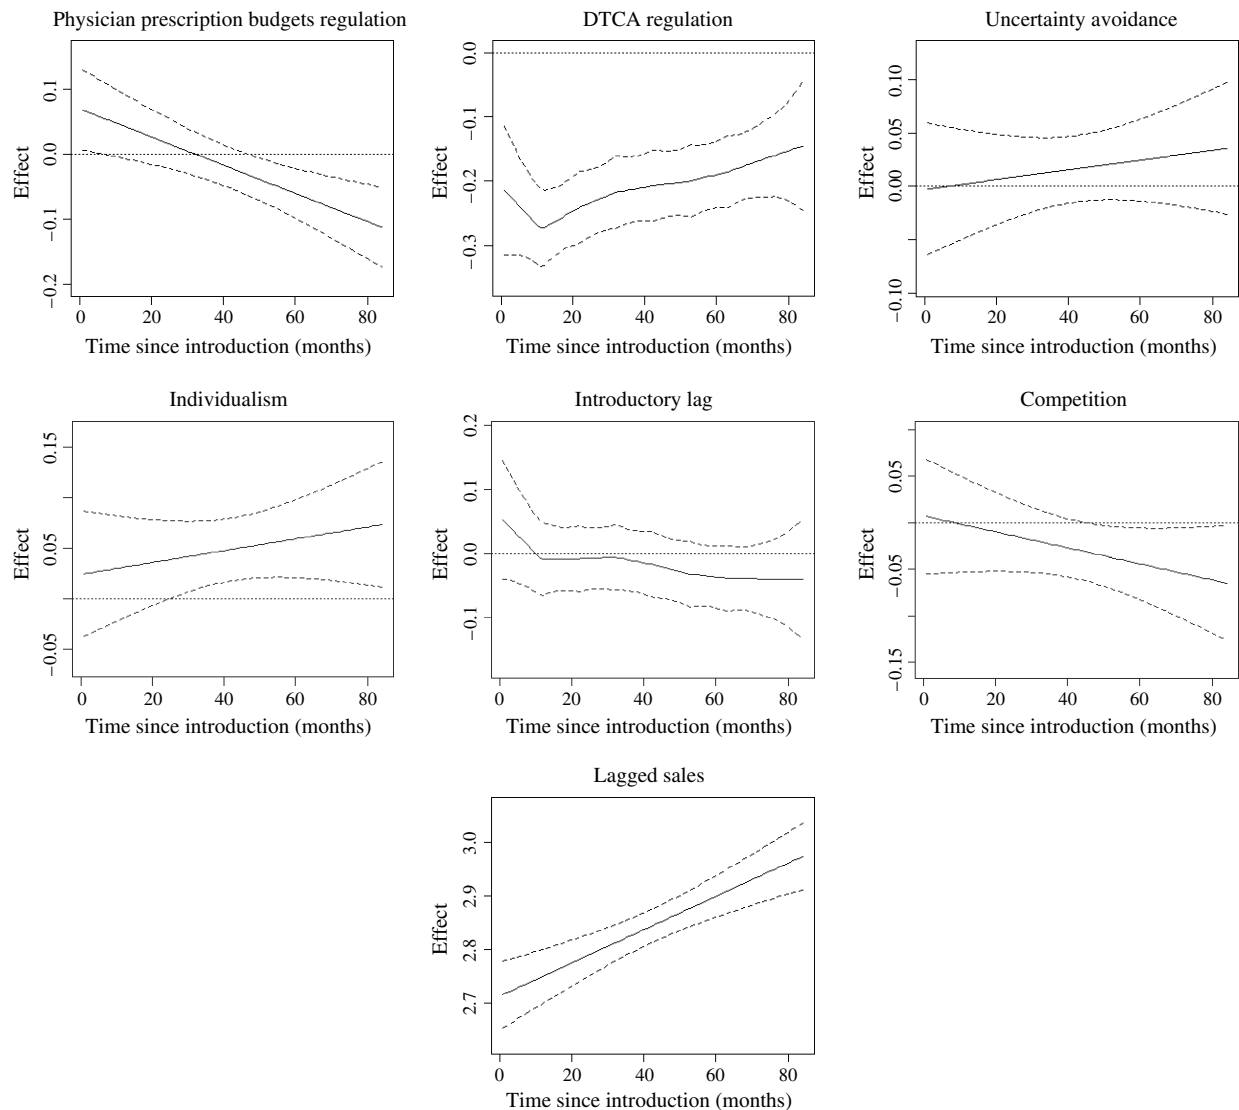 Physician prescription budgets regulation
Effect
0.1
0.0
−0.1
−0.2
0 20 40 60 80
Time since introduction (months)
DTCA regulation
Effect
0.0
−0.1
−0.2
−0.3
0 20 40 60 80
Time since introduction (months)
Uncertainty avoidance
Effect
0.10
0.05
0.00
−0.10
0 20 40 60 80
Time since introduction (months)
Individualism
Effect
0.15
0.05
−0.05
0 20 40 60 80
Time since introduction (months)
Introductory lag
Effect
0.2
0.1
0.0
−0.1
0 20 40 60 80
Time since introduction (months)
Competition
Effect
0.05
−0.05
−0.15
0 20 40 60 80
Time since introduction (months)
Lagged sales
Effect
3.0
2.9
2.8
2.7
0 20 40 60 80
Time since introduction (months)